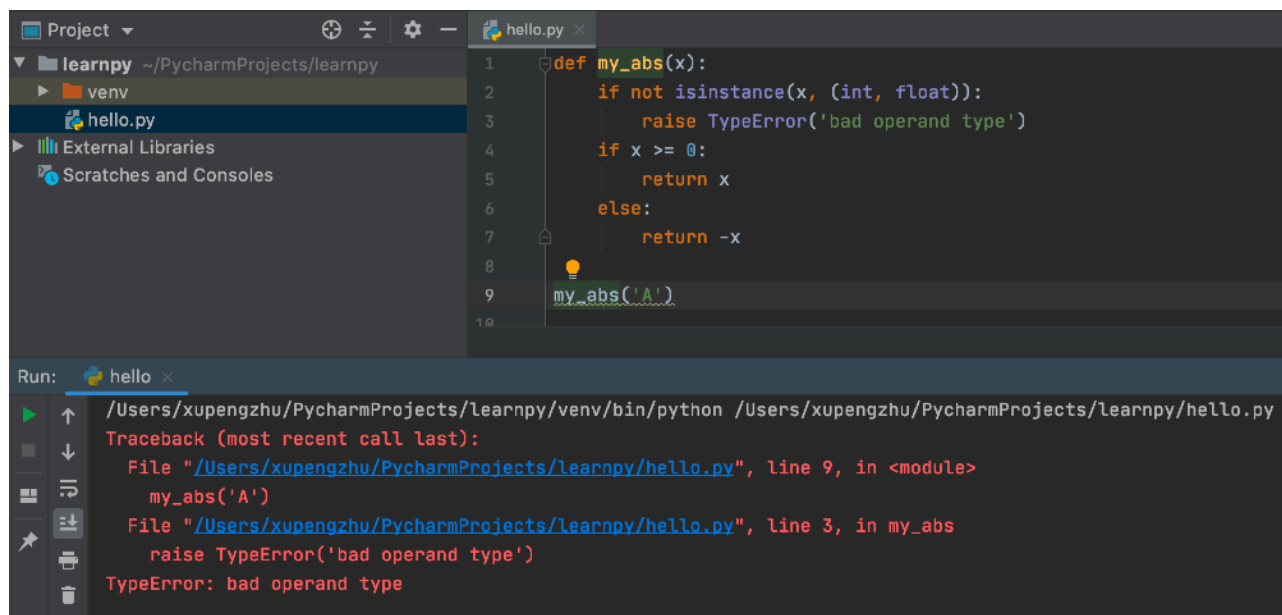 Project
learnpy ~/PycharmProjects/learnpy
venv
hello.py
External Libraries
Scratches and Consoles
hello.py
1 def my_abs(x):
2     if not isinstance(x, (int, float)):
3         raise TypeError('bad operand type')
4     if x >= 0:
5         return x
6     else:
7         return -x
8
9 my_abs('A')
10
Run: hello
/Users/xupengzhu/PycharmProjects/learnpy/venv/bin/python /Users/xupengzhu/PycharmProjects/learnpy/hello.py
Traceback (most recent call last):
  File "/Users/xupengzhu/PycharmProjects/learnpy/hello.py", line 9, in <module>
    my_abs('A')
  File "/Users/xupengzhu/PycharmProjects/learnpy/hello.py", line 3, in my_abs
    raise TypeError('bad operand type')
TypeError: bad operand type